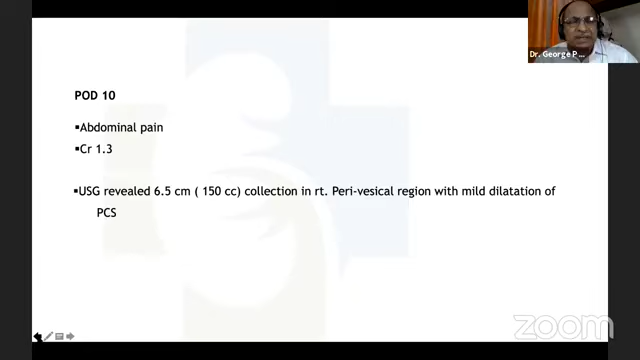 Dr. George P ...
POD 10
▪Abdominal pain
▪Cr 1.3
▪USG revealed 6.5 cm ( 150 cc) collection in rt. Peri-vesical region with mild dilatation of
PCS
zoom